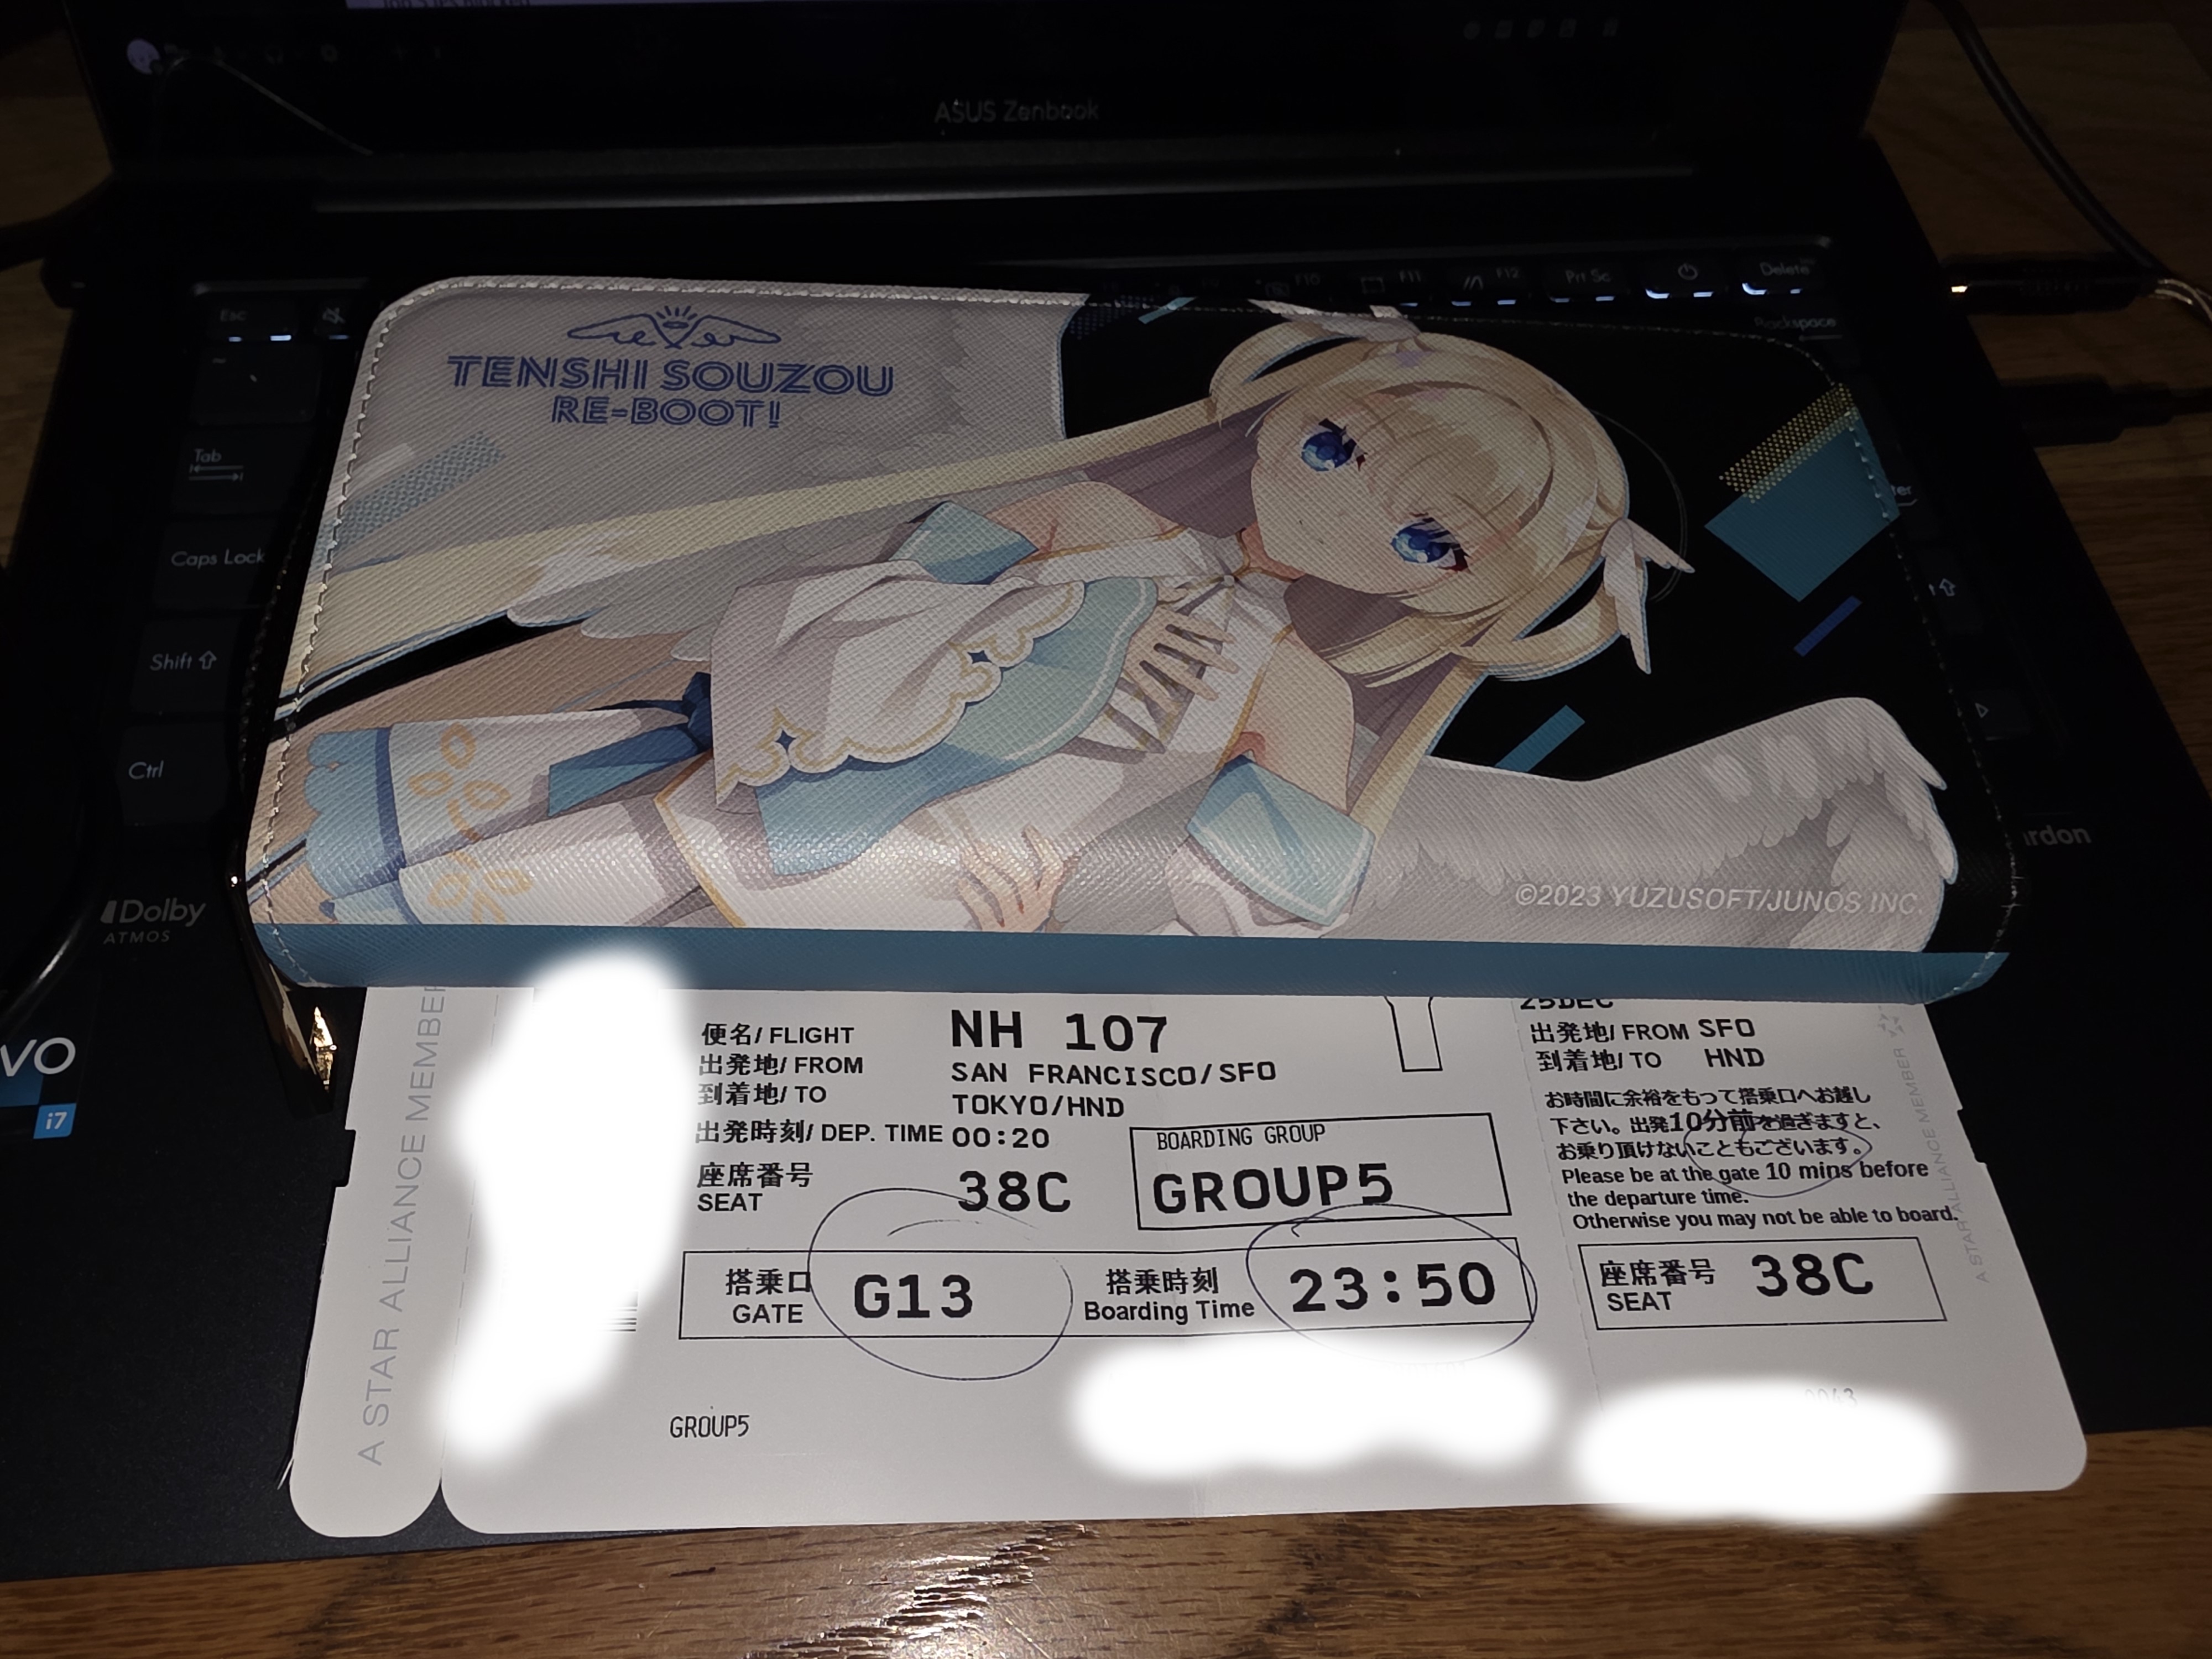 ASUS Zenbook
Esc
F10
F11
F12
Prt Sc
Delete
Backspace
Tab
Caps Lock
Shift
Ctrl
TENSHI SOUZOU
RE-BOOT!
©2023 YUZUSOFT/JUNOS INC.
Dolby
ATMOS
i7
A STAR ALLIANCE MEMBER
便名/ FLIGHT NH 107
出発地/ FROM SAN FRANCISCO/SFO
到着地/ TO TOKYO/HND
出発時刻/ DEP. TIME 00:20
座席番号
SEAT 38C
BOARDING GROUP
GROUP5
搭乗口
GATE G13
搭乗時刻
Boarding Time 23:50
GROUP5
25DEC
出発地/ FROM SFO
到着地/ TO HND
お時間に余裕をもって搭乗口へお越し
下さい。出発10分前を過ぎますと、
お乗り頂けないこともございます。
Please be at the gate 10 mins before
the departure time.
Otherwise you may not be able to board.
座席番号
SEAT 38C
A STAR ALLIANCE MEMBER